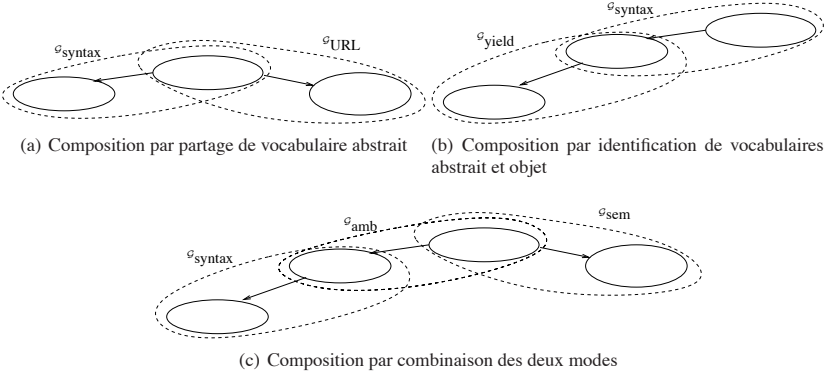 𝒢syntax
𝒢URL
𝒢yield
𝒢syntax
(a) Composition par partage de vocabulaire abstrait
(b) Composition par identification de vocabulaires
abstrait et objet
𝒢syntax
𝒢amb
𝒢sem
(c) Composition par combinaison des deux modes